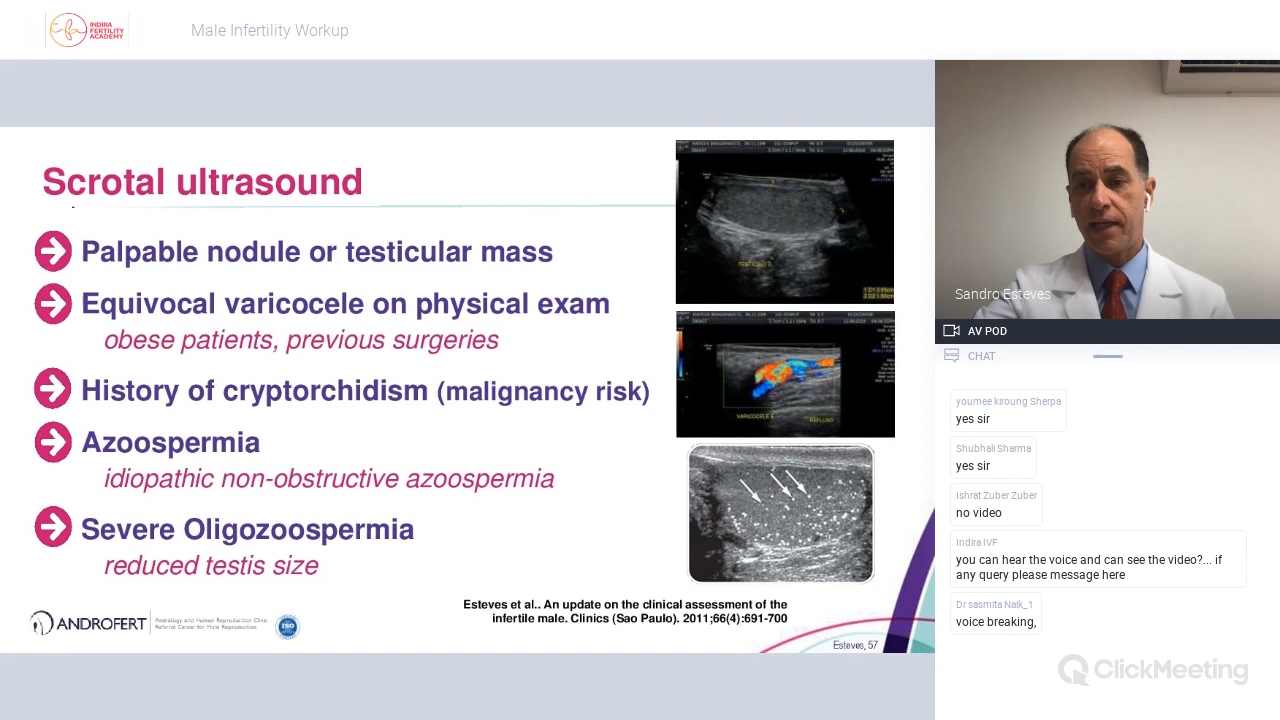 INDIRA
FERTILITY
ACADEMY
Male Infertility Workup
Scrotal ultrasound
Palpable nodule or testicular mass
Equivocal varicocele on physical exam
obese patients, previous surgeries
History of cryptorchidism (malignancy risk)
Azoospermia
idiopathic non-obstructive azoospermia
Severe Oligozoospermia
reduced testis size
VARICOCELE E
REFLUXO
ANDROFERT
Andrology and Human Reproduction Clinic
Referral Center for Male Reproduction
ISO
Esteves et al.. An update on the clinical assessment of the
infertile male. Clinics (Sao Paulo). 2011;66(4):691-700
Esteves, 57
Sandro Esteves
AV POD
CHAT
youmee kiroung Sherpa
yes sir
Shubhali Sharma
yes sir
Ishrat Zuber Zuber
no video
Indira IVF
you can hear the voice and can see the video?... if
any query please message here
Dr sasmita Naik_1
voice breaking,
ClickMeeting